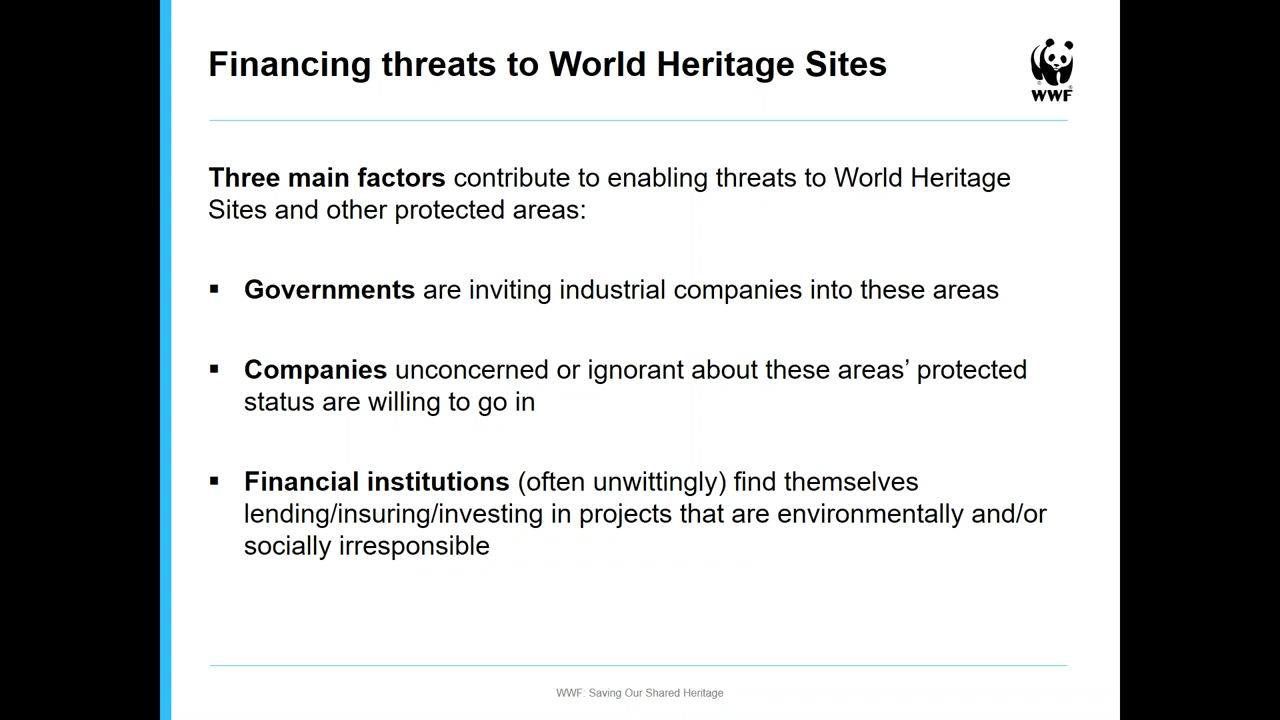 Financing threats to World Heritage Sites
WWF
Three main factors contribute to enabling threats to World Heritage
Sites and other protected areas:
▪ Governments are inviting industrial companies into these areas
▪ Companies unconcerned or ignorant about these areas’ protected
status are willing to go in
▪ Financial institutions (often unwittingly) find themselves
lending/insuring/investing in projects that are environmentally and/or
socially irresponsible
WWF: Saving Our Shared Heritage